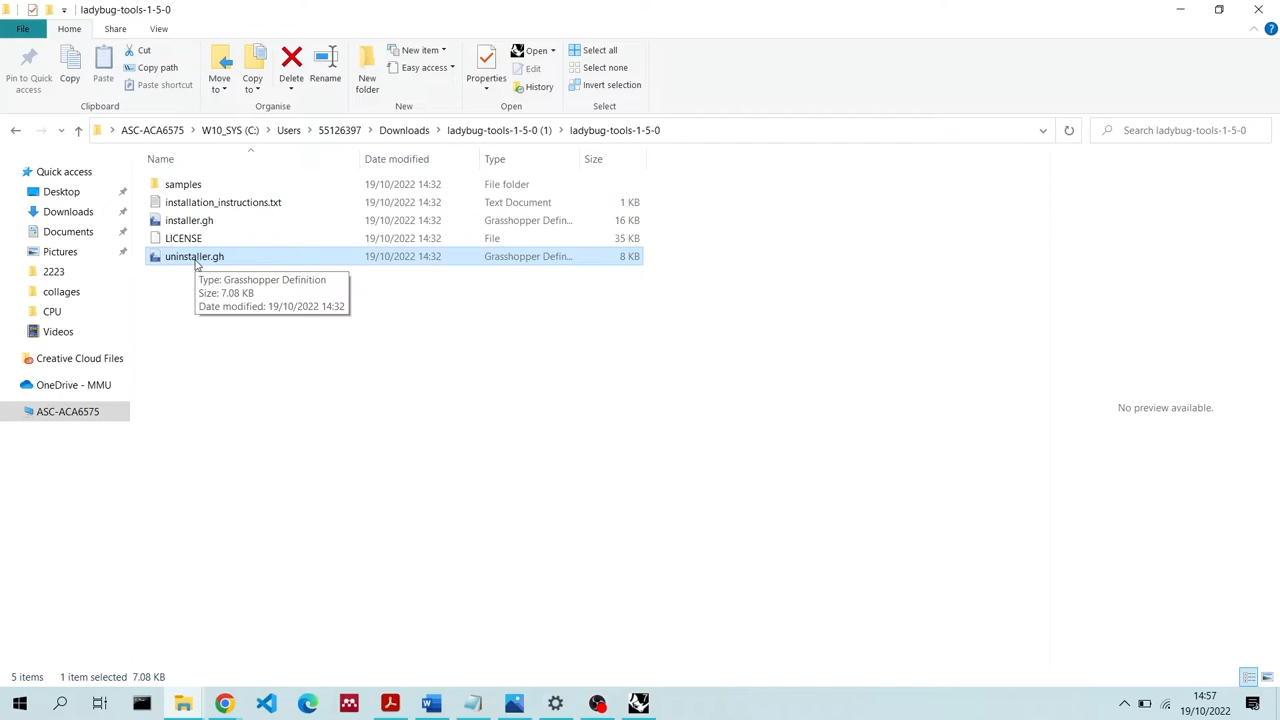 ladybug-tools-1-5-0
File Home Share View
Pin to Quick access
Copy
Paste
Cut
Copy path
Paste shortcut
Clipboard
Move to
Copy to
Delete
Rename
Organise
New folder
New item
Easy access
New
Properties
Open
Edit
History
Open
Select all
Select none
Invert selection
Select
ASC-ACA6575 > W10_SYS (C:) > Users > 55126397 > Downloads > ladybug-tools-1-5-0 (1) > ladybug-tools-1-5-0
Search ladybug-tools-1-5-0
Quick access
Desktop
Downloads
Documents
Pictures
2223
collages
CPU
Videos
Creative Cloud Files
OneDrive - MMU
ASC-ACA6575
Name Date modified Type Size
samples 19/10/2022 14:32 File folder
installation_instructions.txt 19/10/2022 14:32 Text Document 1 KB
installer.gh 19/10/2022 14:32 Grasshopper Defin... 16 KB
LICENSE 19/10/2022 14:32 File 35 KB
uninstaller.gh 19/10/2022 14:32 Grasshopper Defin... 8 KB
Type: Grasshopper Definition
Size: 7.08 KB
Date modified: 19/10/2022 14:32
No preview available.
5 items 1 item selected 7.08 KB
14:57
19/10/2022